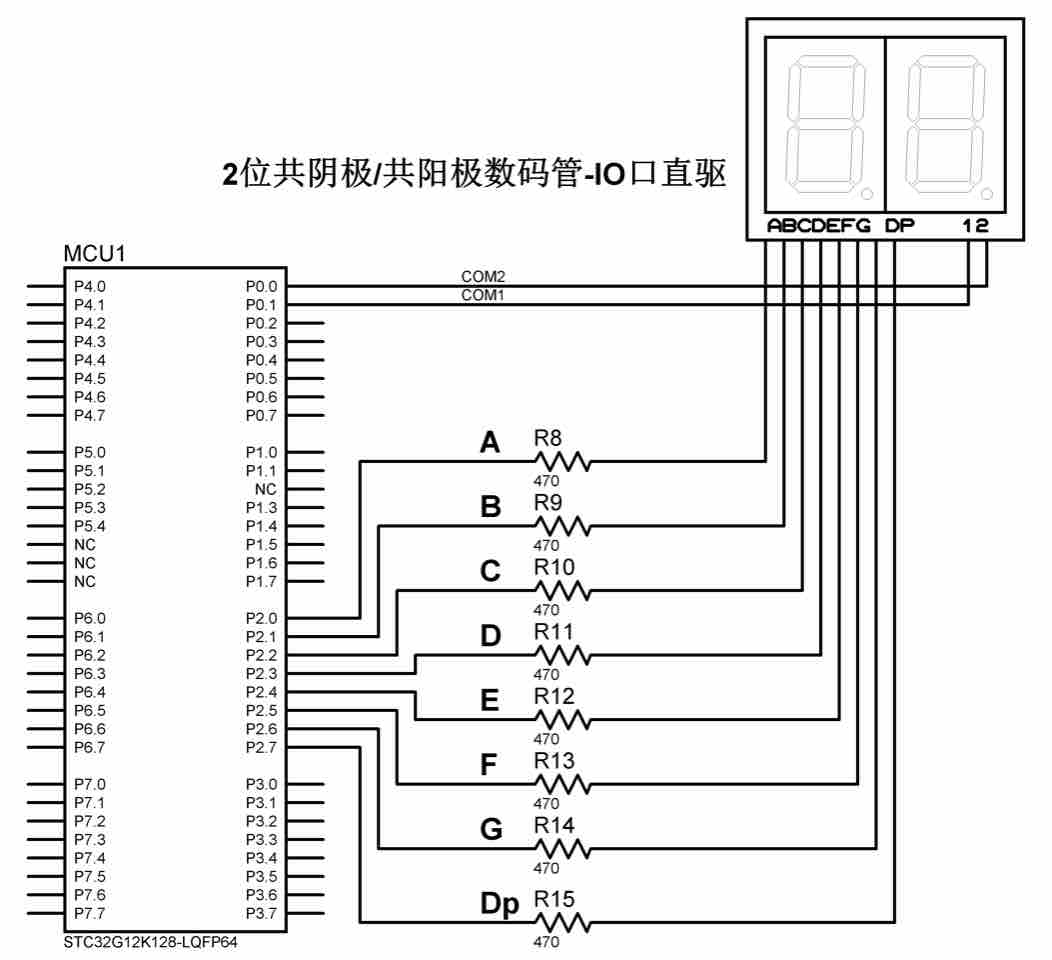 2位共阴极/共阳极数码管-IO口直驱
ABCDEFG DP 12
MCU1
COM2
COM1
P4.0 P0.0
P4.1 P0.1
P4.2 P0.2
P4.3 P0.3
P4.4 P0.4
P4.5 P0.5
P4.6 P0.6
P4.7 P0.7
P5.0 P1.0
P5.1 P1.1
P5.2 NC
P5.3 P1.3
P5.4 P1.4
NC P1.5
NC P1.6
NC P1.7
P6.0 P2.0
P6.1 P2.1
P6.2 P2.2
P6.3 P2.3
P6.4 P2.4
P6.5 P2.5
P6.6 P2.6
P6.7 P2.7
P7.0 P3.0
P7.1 P3.1
P7.2 P3.2
P7.3 P3.3
P7.4 P3.4
P7.5 P3.5
P7.6 P3.6
P7.7 P3.7
STC32G12K128-LQFP64
A R8
470
B R9
470
C R10
470
D R11
470
E R12
470
F R13
470
G R14
470
Dp R15
470